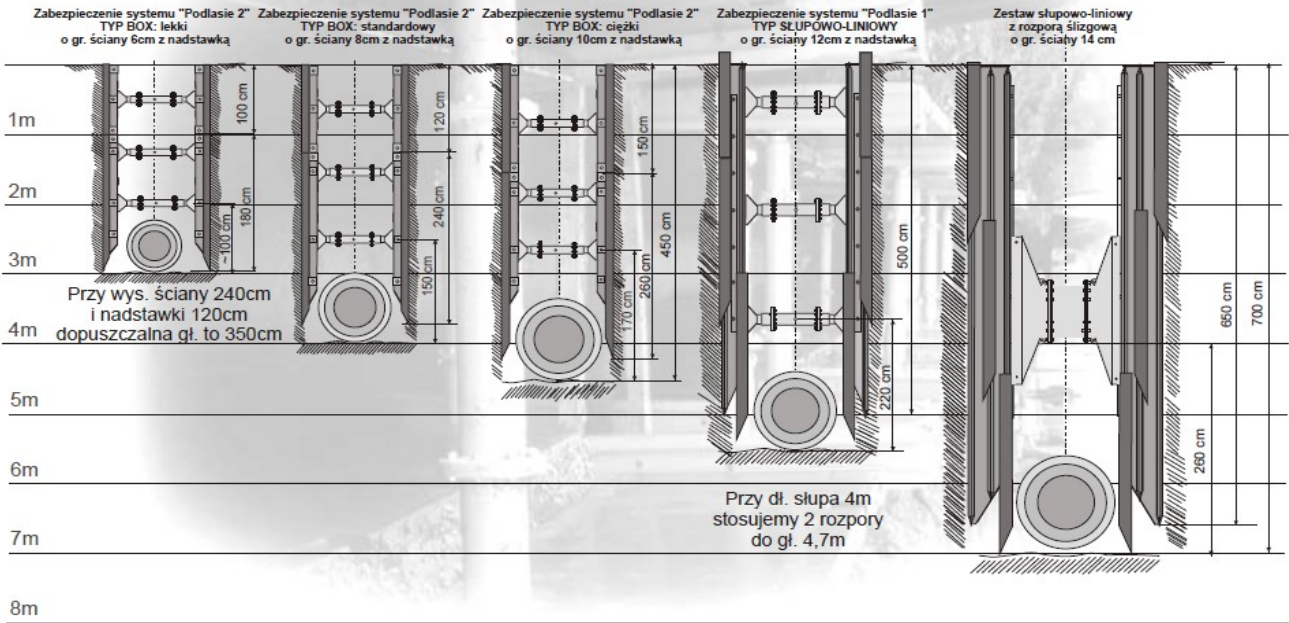 Zabezpieczenie systemu "Podlasie 2"
TYP BOX: lekki
o gr. ściany 6cm z nadstawką
Zabezpieczenie systemu "Podlasie 2"
TYP BOX: standardowy
o gr. ściany 8cm z nadstawką
Zabezpieczenie systemu "Podlasie 2"
TYP BOX: ciężki
o gr. ściany 10cm z nadstawką
Zabezpieczenie systemu "Podlasie 1"
TYP SŁUPOWO-LINIOWY
o gr. ściany 12cm z nadstawką
Zestaw słupowo-liniowy
z rozporą ślizgową
o gr. ściany 14 cm
1m
2m
3m
4m
5m
6m
7m
8m
100 cm
180 cm
~100 cm
Przy wys. ściany 240cm
i nadstawki 120cm
dopuszczalna gł. to 350cm
120 cm
240 cm
150 cm
150 cm
260 cm
170 cm
450 cm
500 cm
220 cm
Przy dł. słupa 4m
stosujemy 2 rozpory
do gł. 4,7m
650 cm
700 cm
260 cm